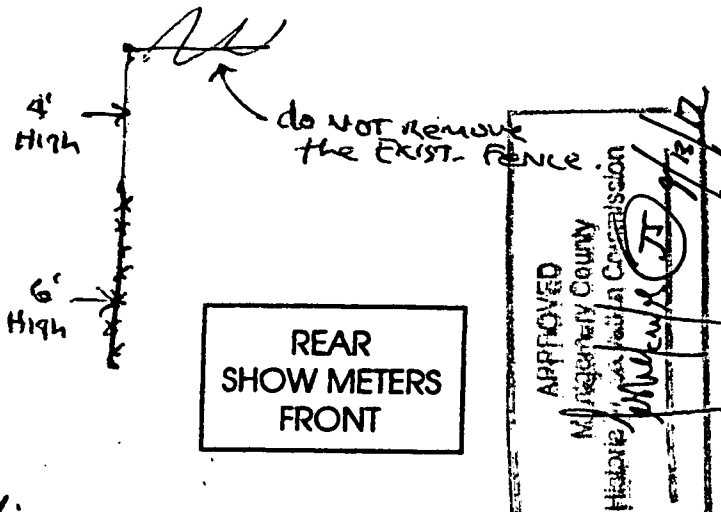 4'
High
do NOT Remove
the EXIST- FENCE.
6'
High
REAR
SHOW METERS
FRONT
APPROVED
Montgomery County
Historic Preservation Commission
JS